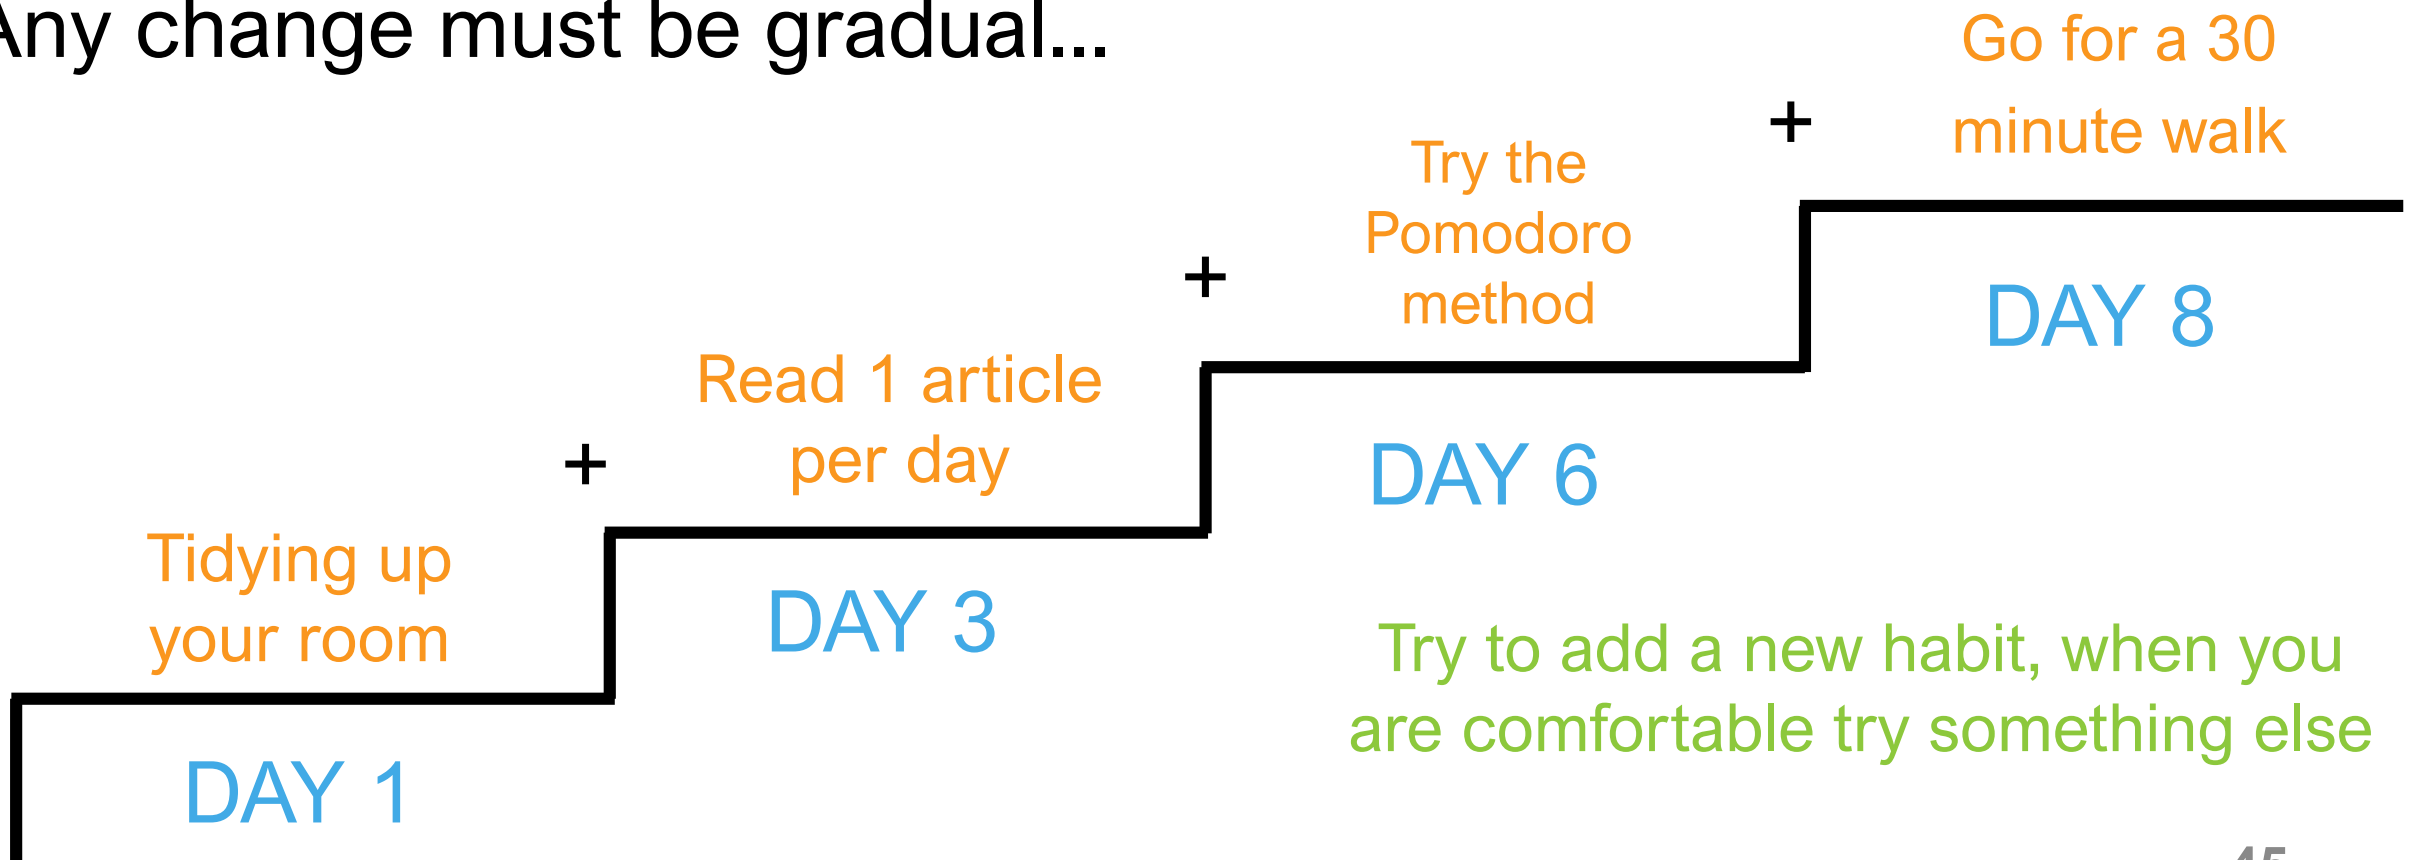 Any change must be gradual...
Go for a 30
minute walk
+
Try the
Pomodoro
method
+
DAY 8
Read 1 article
per day
+
DAY 6
Tidying up
your room
DAY 3
Try to add a new habit, when you
are comfortable try something else
DAY 1
45